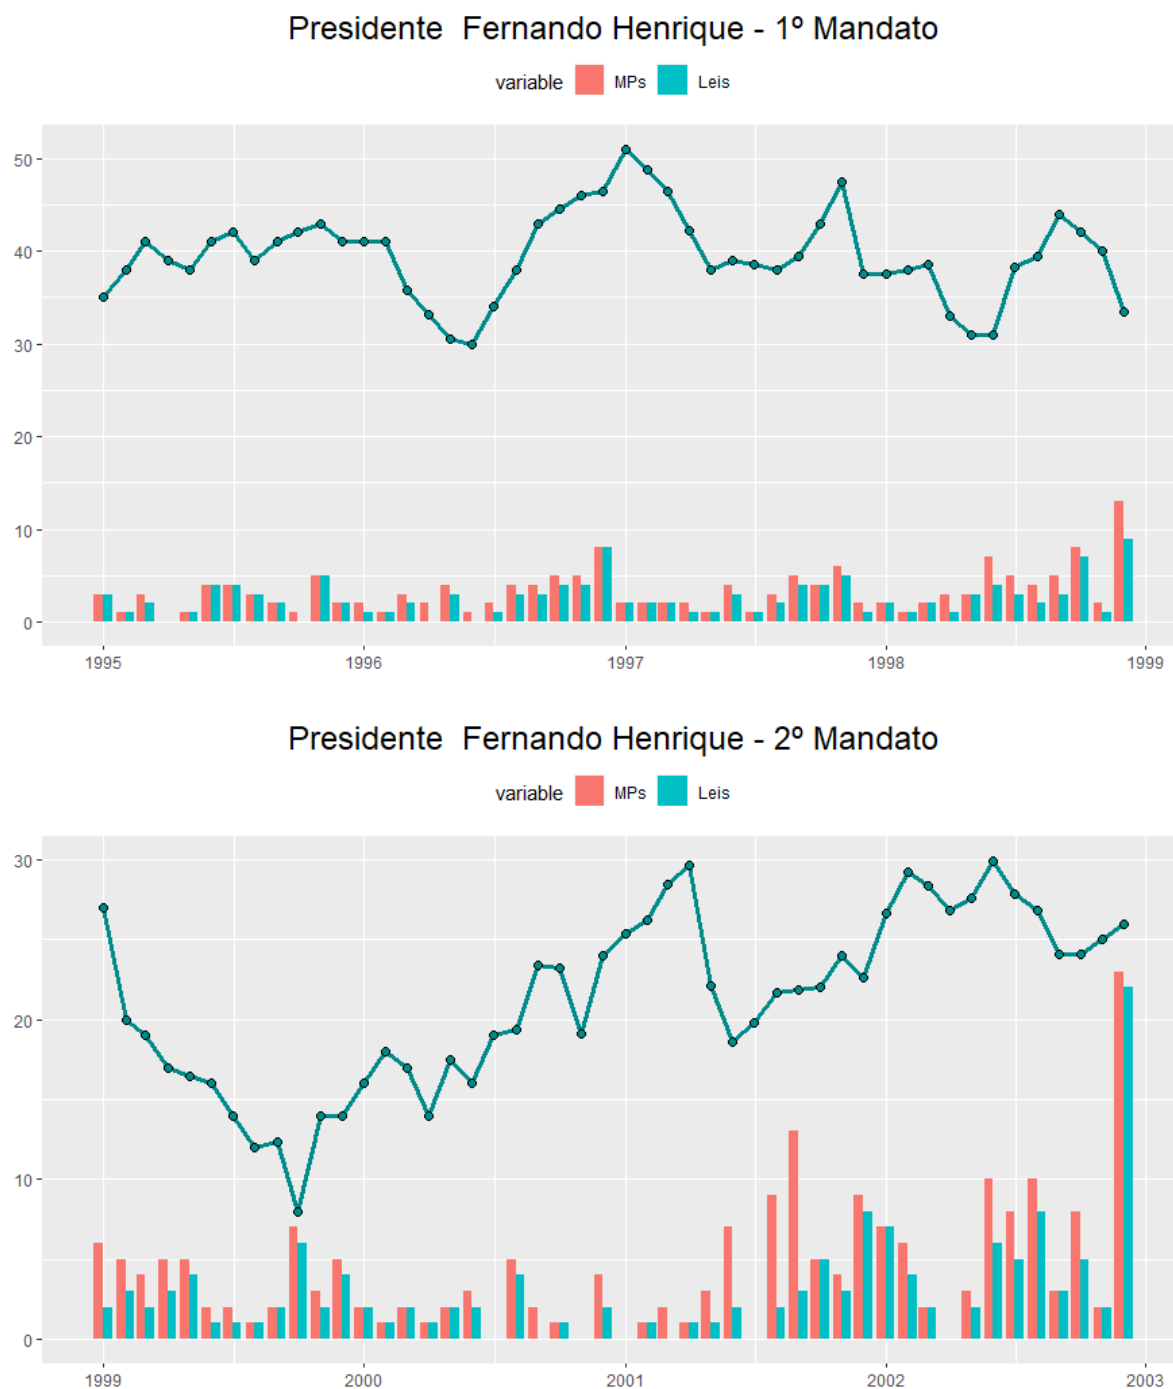 Presidente  Fernando Henrique - 1º Mandato
variable MPs Leis
50
40
30
20
10
0
1995 1996 1997 1998 1999
Presidente  Fernando Henrique - 2º Mandato
variable MPs Leis
30
20
10
0
1999 2000 2001 2002 2003